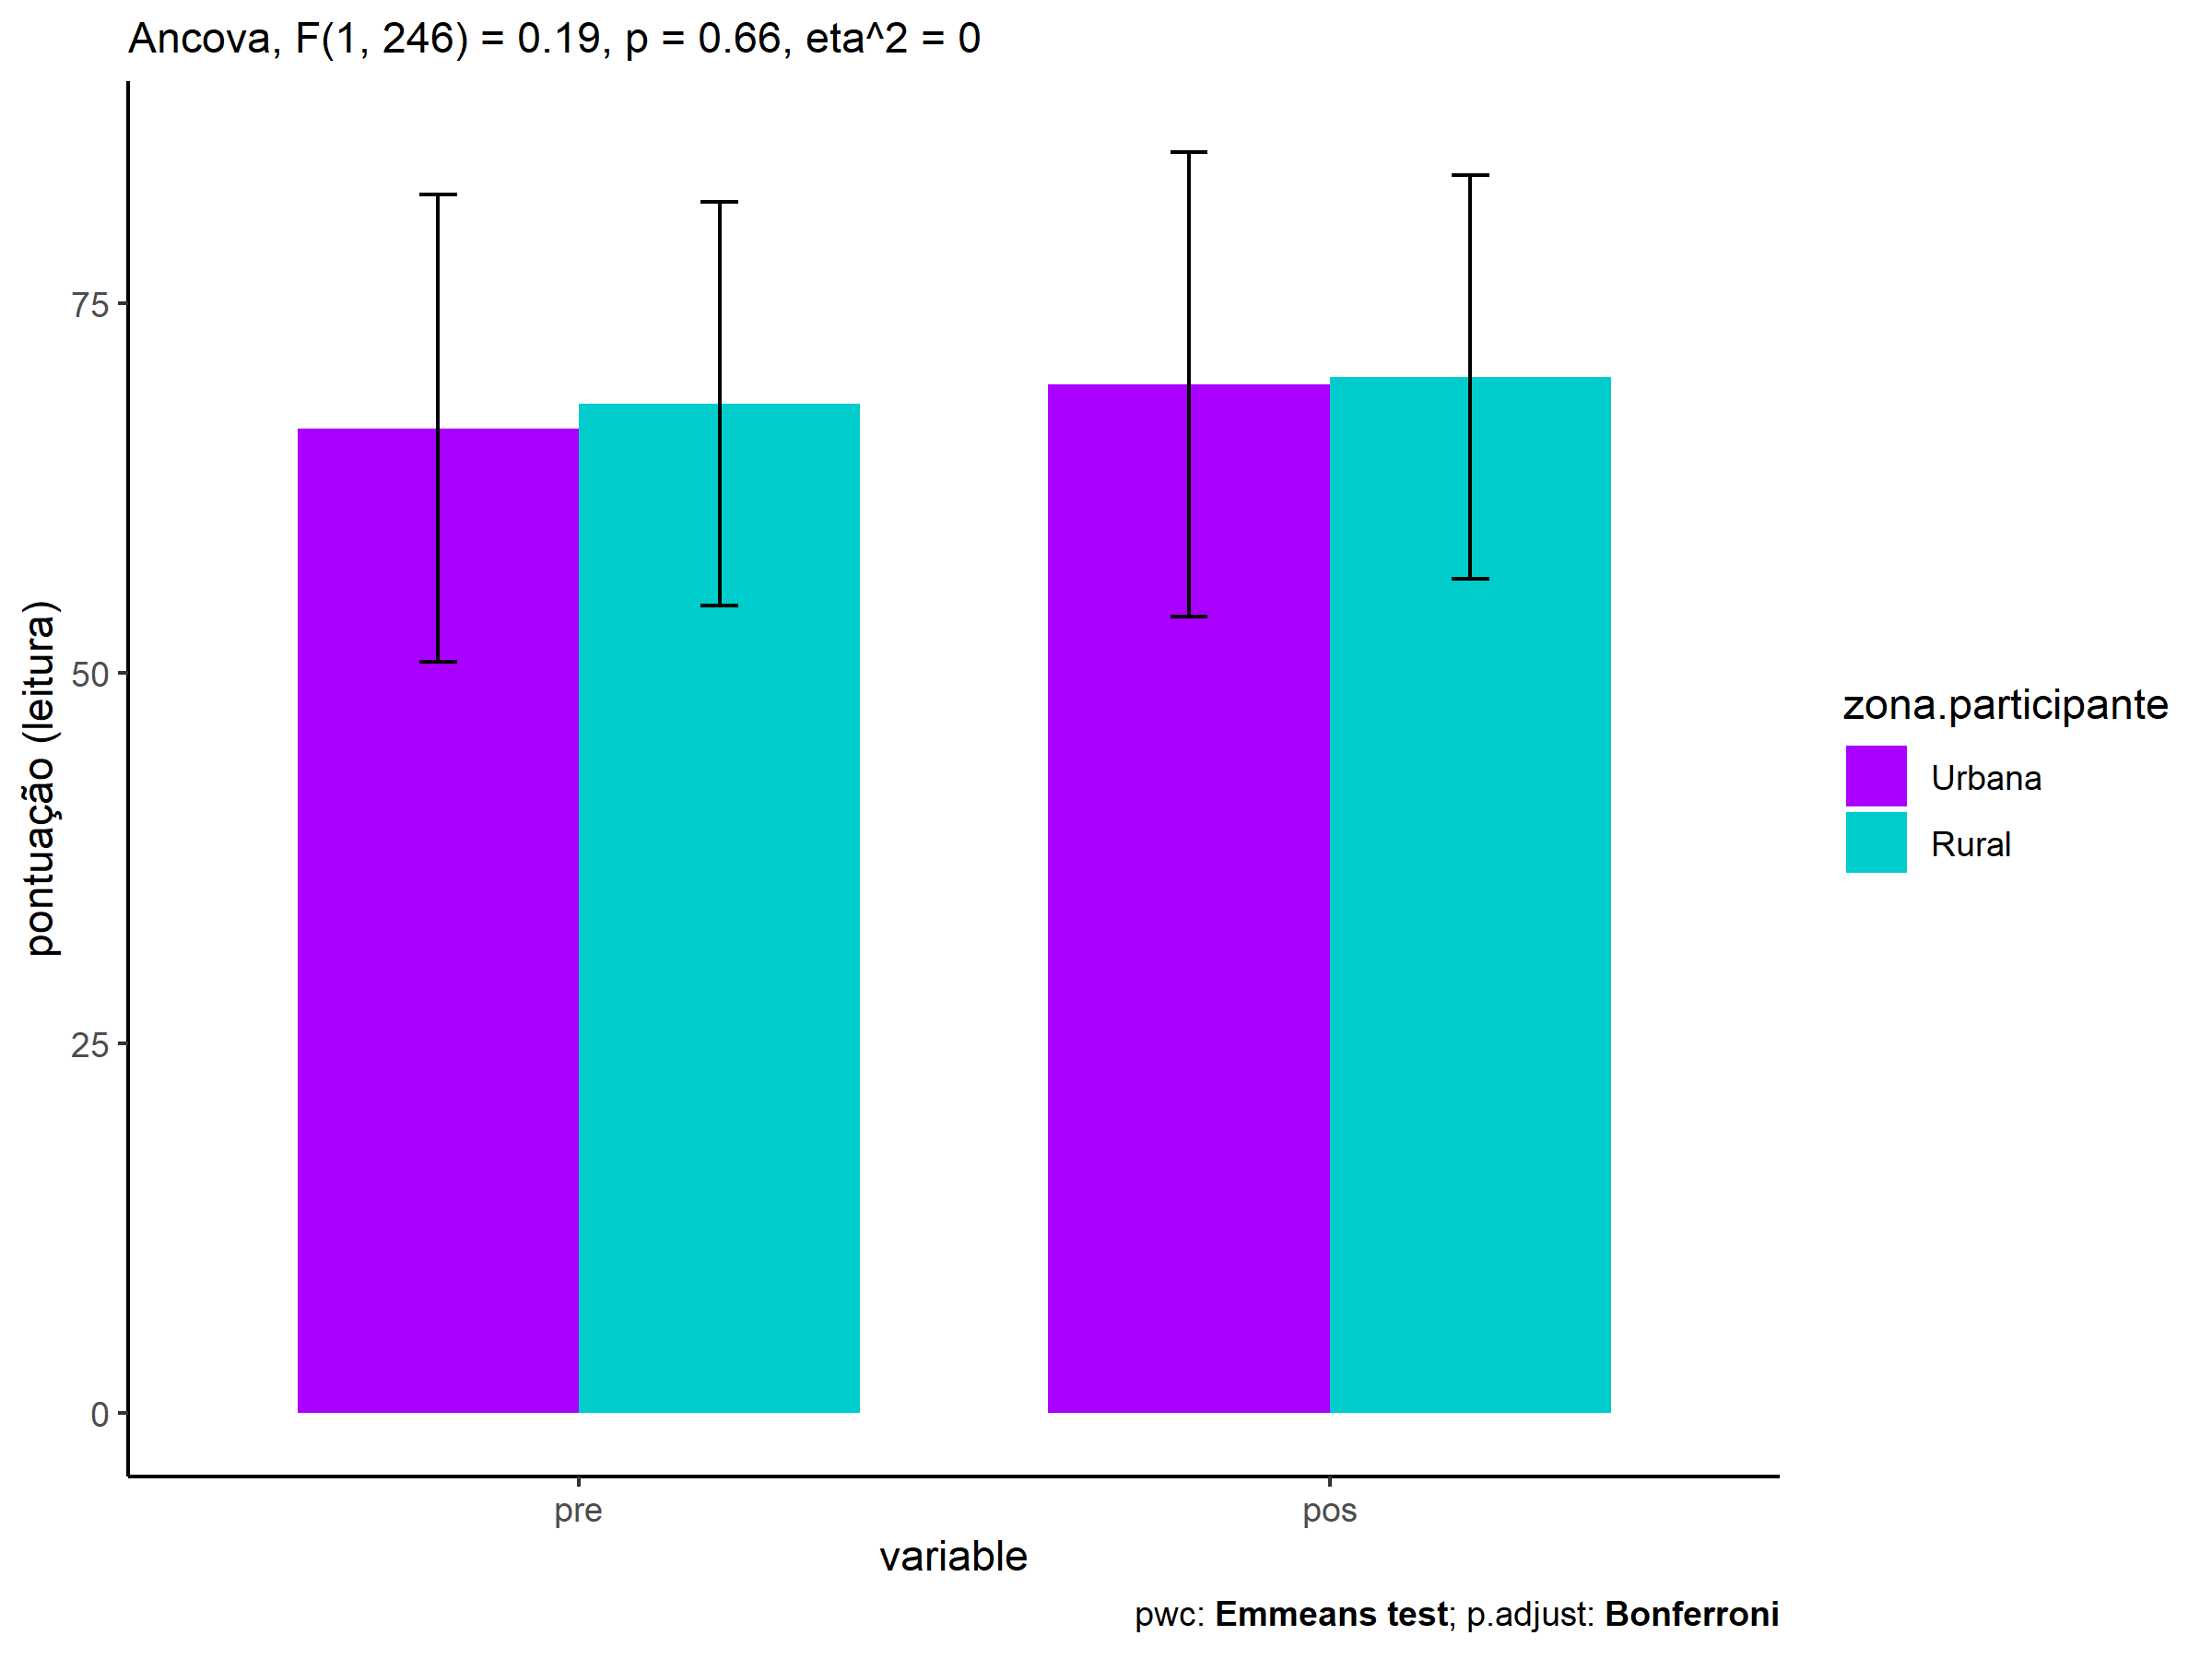 Ancova, F(1, 246) = 0.19, p = 0.66, eta^2 = 0
pontuação (leitura)
75
50
25
0
pre
pos
variable
zona.participante
Urbana
Rural
pwc: Emmeans test; p.adjust: Bonferroni